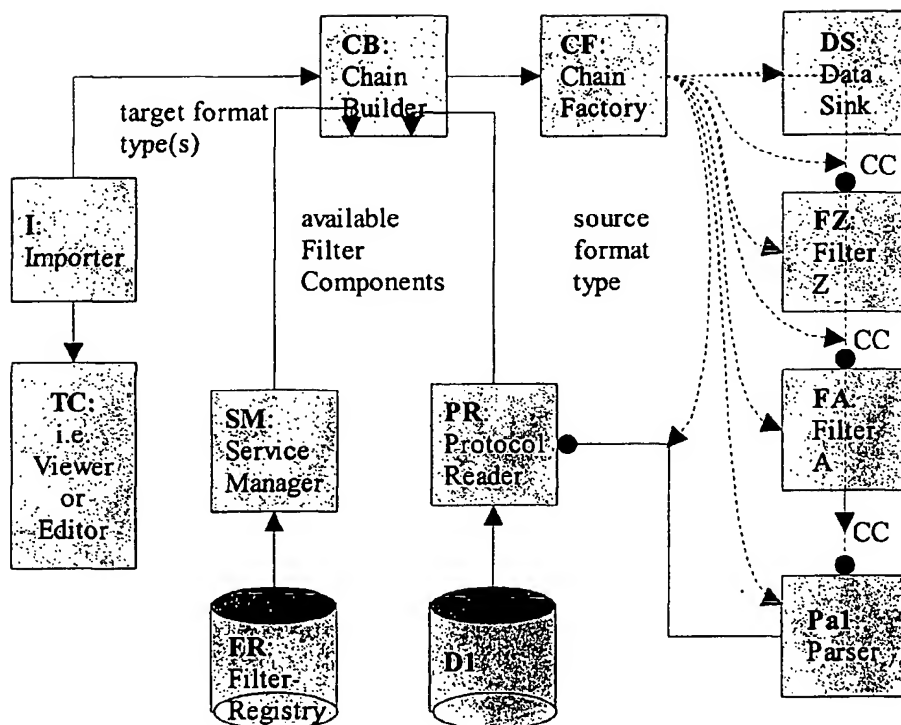 CB:
Chain
Builder
CF:
Chain
Factory
DS:
Data
Sink
target format
type(s)
CC
I:
Importer
available
Filter
Components
source
format
type
FZ:
Filter
Z
CC
TC:
i.e
Viewer
or
Editor
SM:
Service
Manager
PR
Protocol
Reader
FA:
Filter
A
CC
FR
Filter-
Registry
D1
Pa1
Parser